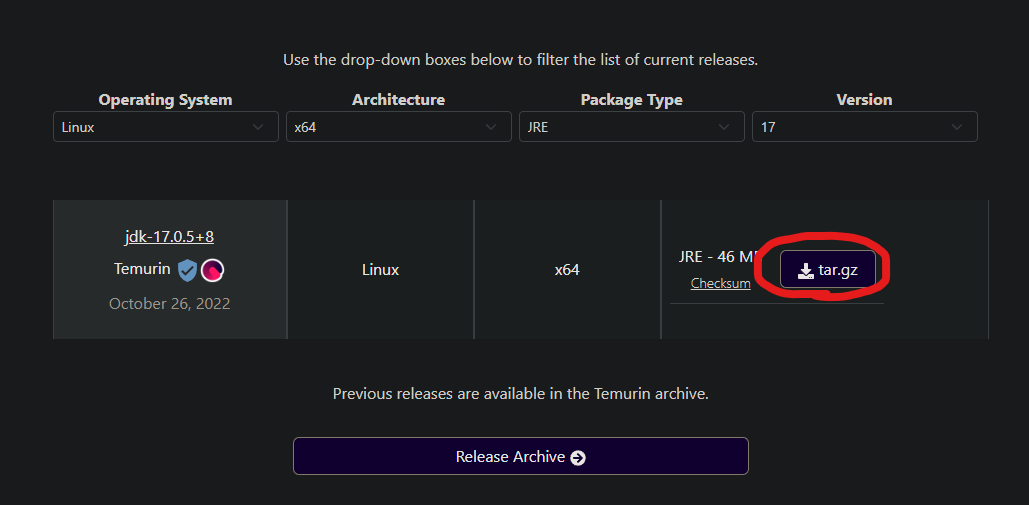 Use the drop-down boxes below to filter the list of current releases.
Operating System Architecture Package Type Version
Linux x64 JRE 17
jdk-17.0.5+8
Temurin
October 26, 2022
Linux
x64
JRE - 46
Checksum
tar.gz
Previous releases are available in the Temurin archive.
Release Archive